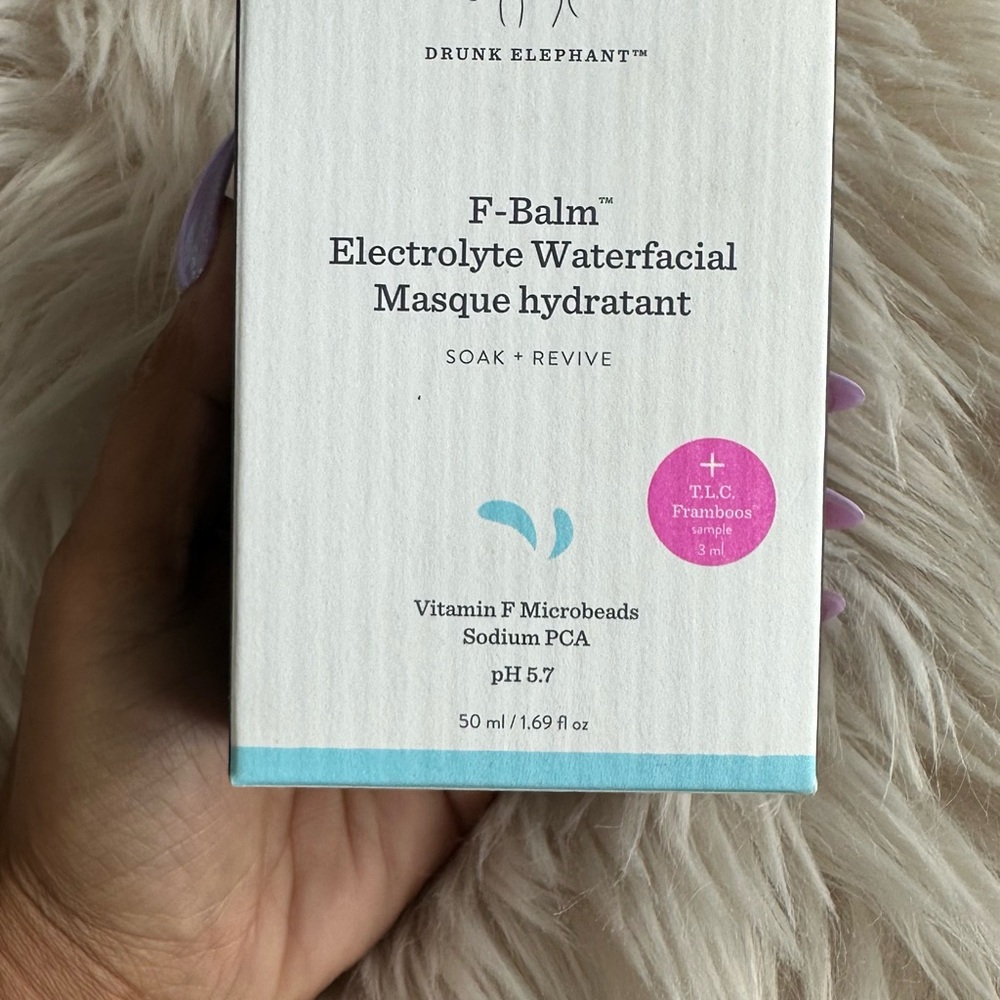 DRUNK ELEPHANT™
F-Balm™
Electrolyte Waterfacial
Masque hydratant
SOAK + REVIVE
+
T.L.C.
Framboos™
sample
3 ml
Vitamin F Microbeads
Sodium PCA
pH 5.7
50 ml / 1.69 fl oz